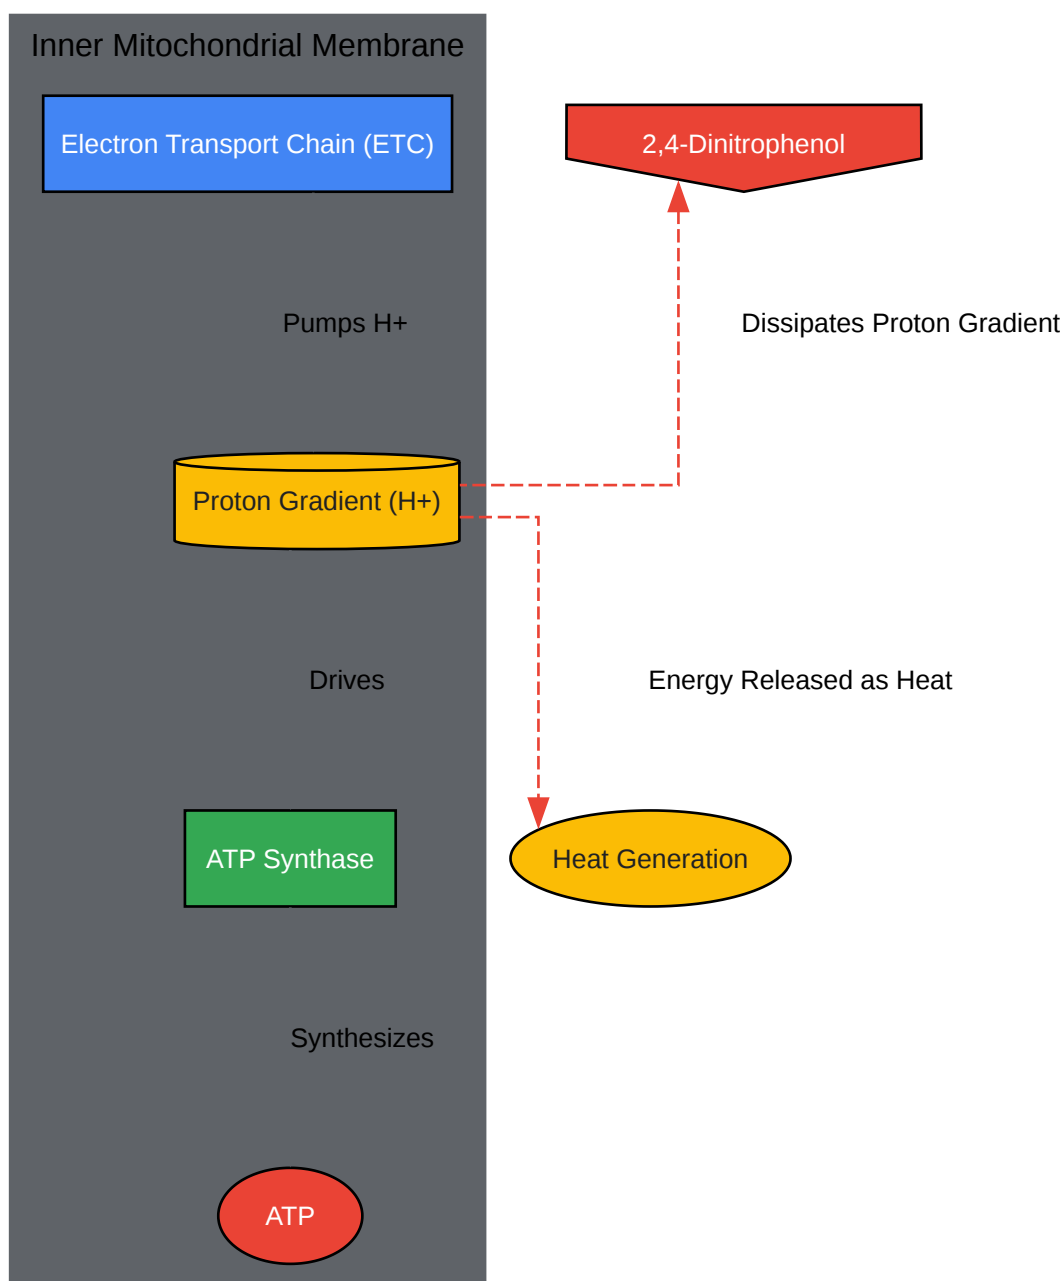 Inner Mitochondrial Membrane
Electron Transport Chain (ETC)
2,4-Dinitrophenol
Pumps H+
Dissipates Proton Gradient
Proton Gradient (H+)
Drives
Energy Released as Heat
ATP Synthase
Heat Generation
Synthesizes
ATP